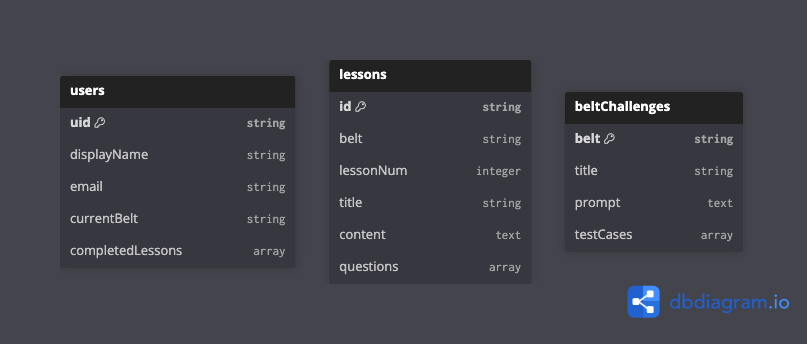 users
uid string
displayName string
email string
currentBelt string
completedLessons array
lessons
id string
belt string
lessonNum integer
title string
content text
questions array
beltChallenges
belt string
title string
prompt text
testCases array
dbdiagram.io